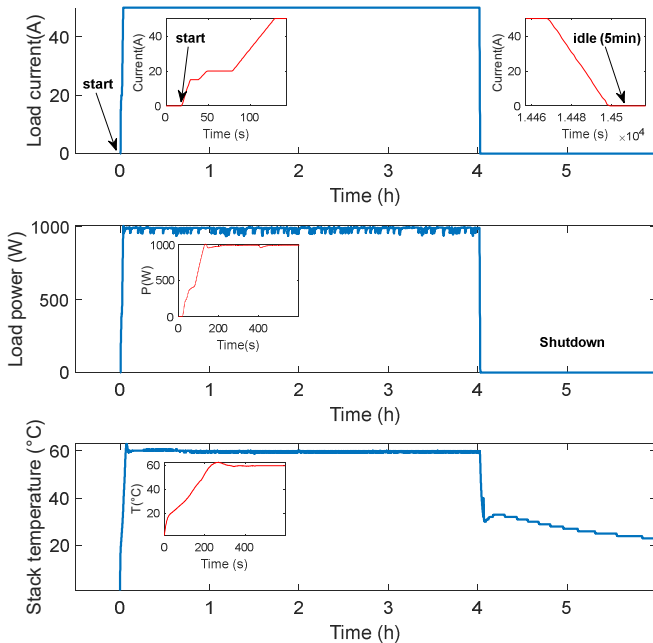 Load current(A)
40
20
0
start
Current(A)
40
20
0
start
0
50
100
Time (s)
Current(A)
40
20
0
idle (5min)
1.446
1.448
1.45
Time (s)
×10⁴
0
1
2
3
4
5
Time (h)
Load power (W)
1000
500
0
P(W)
1000
500
0
0
200
400
Time(s)
Shutdown
0
1
2
3
4
5
Time (h)
Stack temperature (°C)
60
40
20
T(°C)
60
40
20
0
200
400
Time (s)
0
1
2
3
4
5
Time (h)